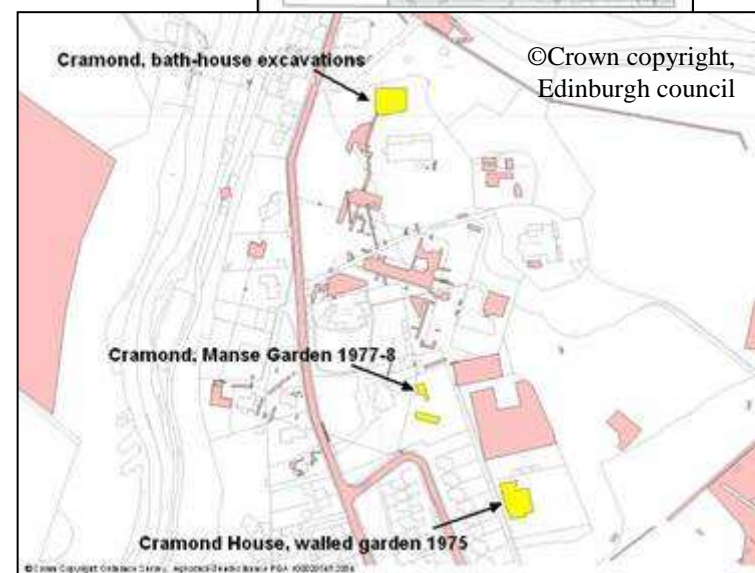 Cramond, bath-house excavations
©Crown copyright,
Edinburgh council
Cramond, Manse Garden 1977-8
Cramond House, walled garden 1975